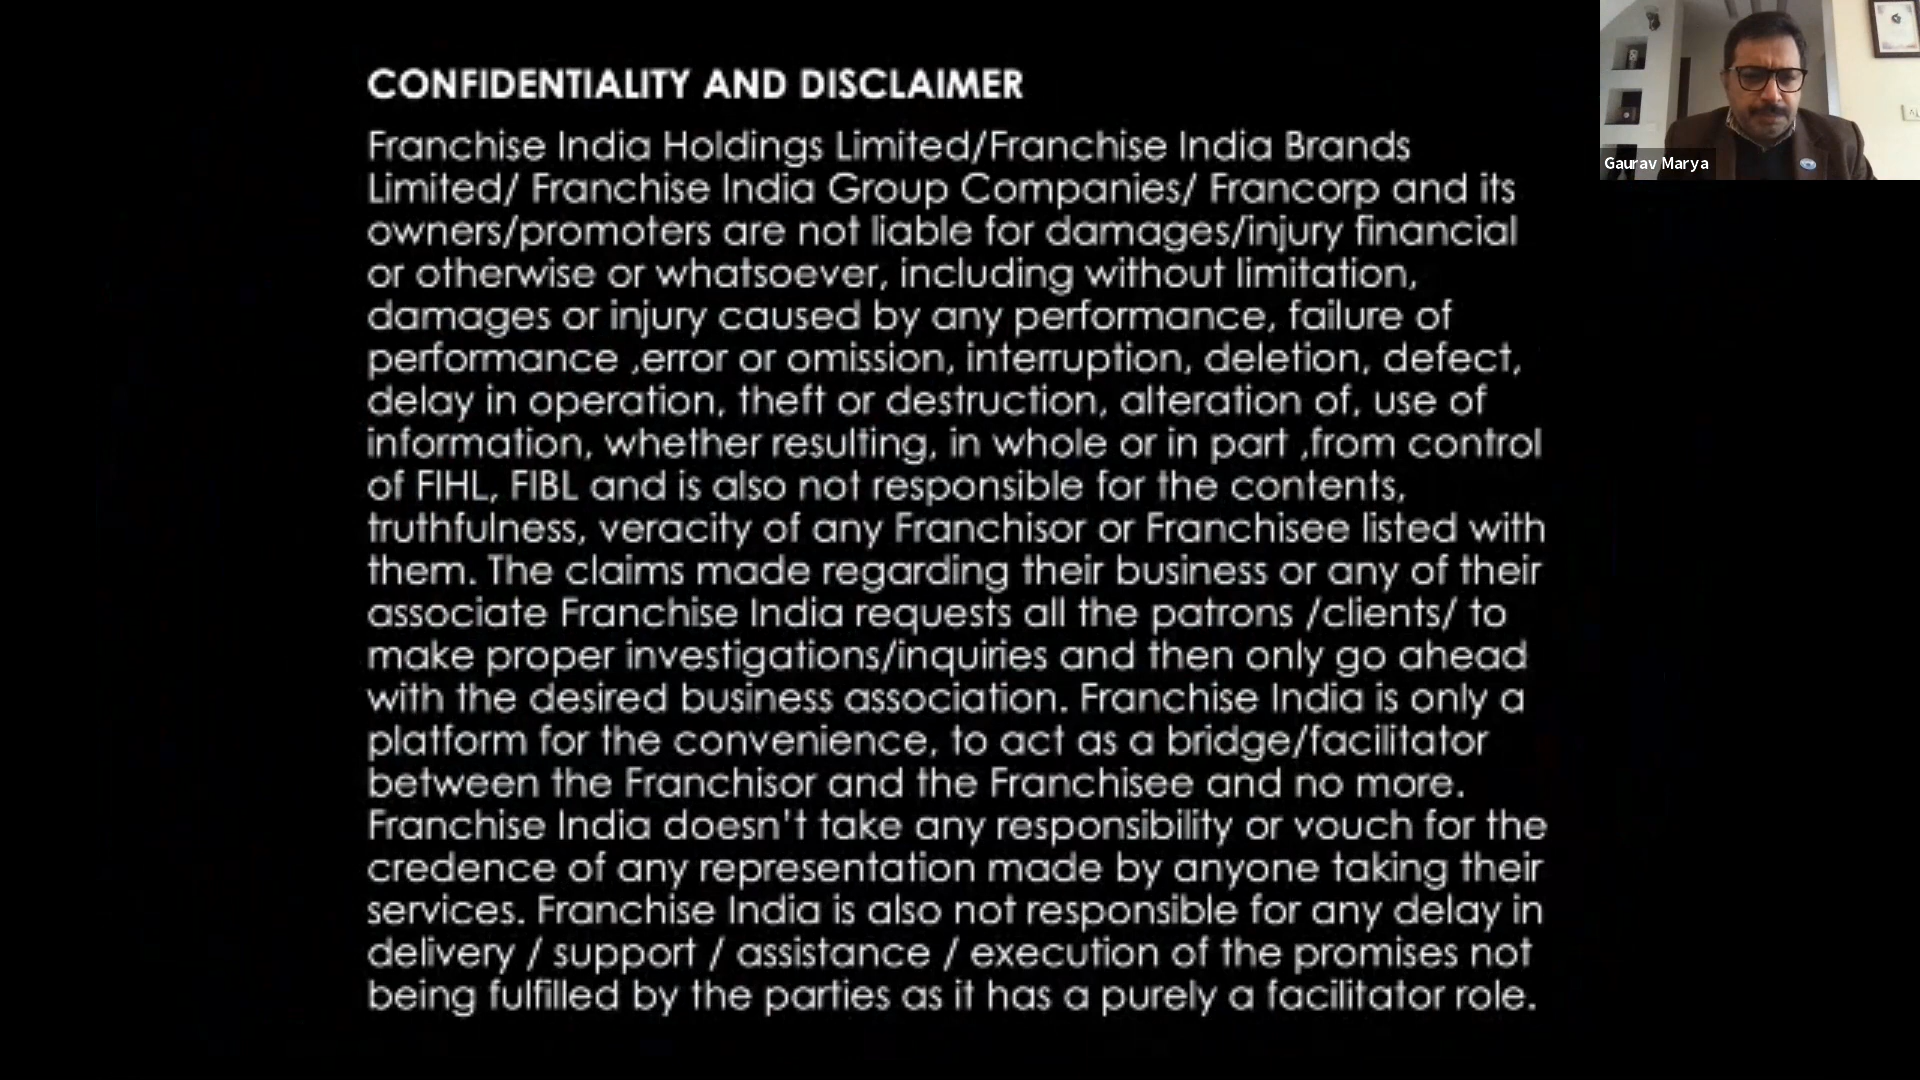 CONFIDENTIALITY AND DISCLAIMER
Franchise India Holdings Limited/Franchise India Brands
Limited/ Franchise India Group Companies/ Francorp and its
owners/promoters are not liable for damages/injury financial
or otherwise or whatsoever, including without limitation,
damages or injury caused by any performance, failure of
performance ,error or omission, interruption, deletion, defect,
delay in operation, theft or destruction, alteration of, use of
information, whether resulting, in whole or in part ,from control
of FIHL, FIBL and is also not responsible for the contents,
truthfulness, veracity of any Franchisor or Franchisee listed with
them. The claims made regarding their business or any of their
associate Franchise India requests all the patrons /clients/ to
make proper investigations/inquiries and then only go ahead
with the desired business association. Franchise India is only a
platform for the convenience, to act as a bridge/facilitator
between the Franchisor and the Franchisee and no more.
Franchise India doesn't take any responsibility or vouch for the
credence of any representation made by anyone taking their
services. Franchise India is also not responsible for any delay in
delivery / support / assistance / execution of the promises not
being fulfilled by the parties as it has a purely a facilitator role.
Gaurav Marya